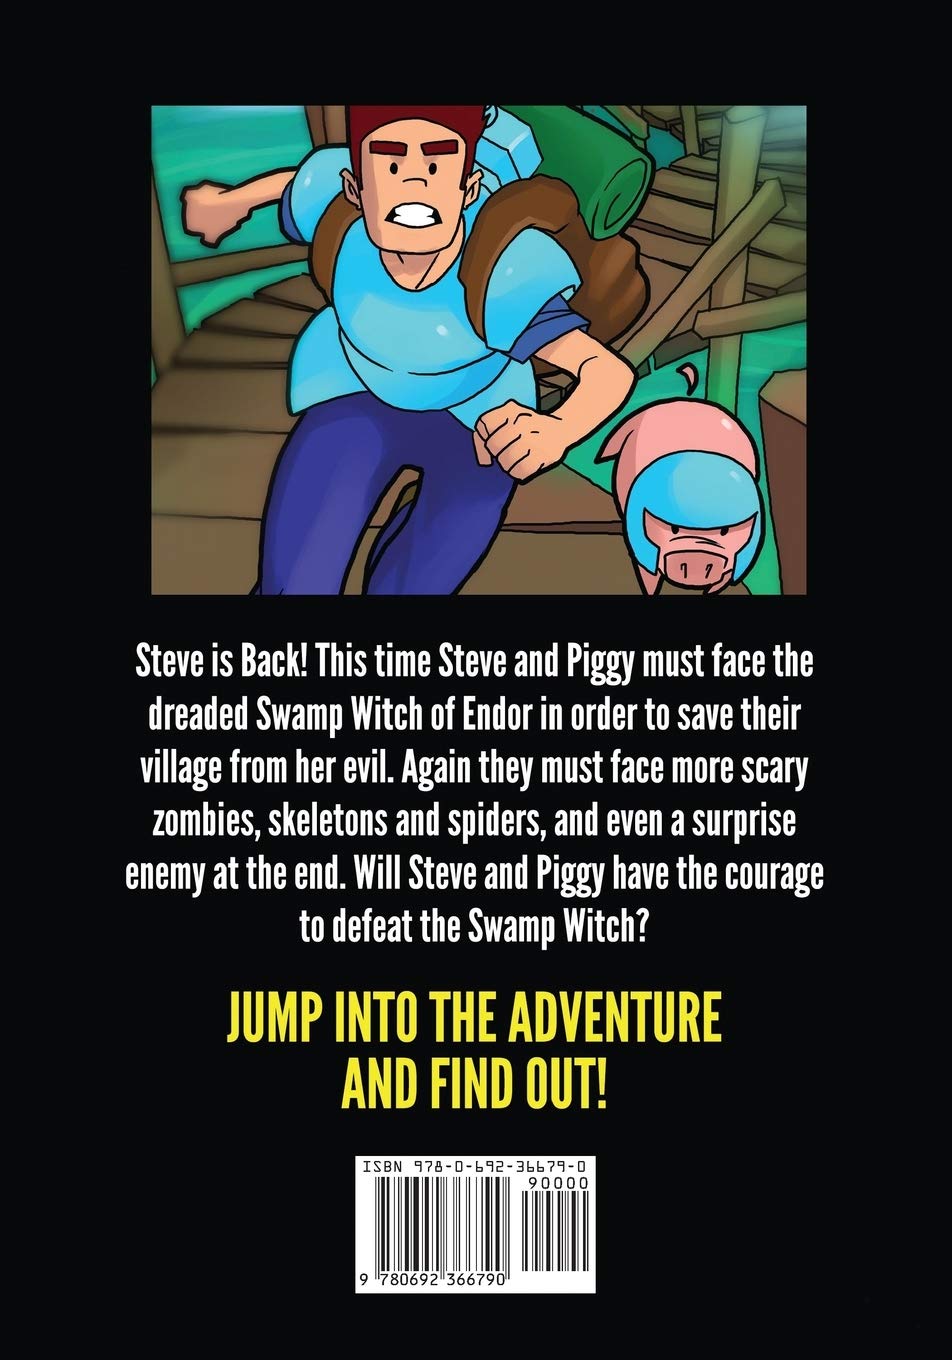 Steve is Back! This time Steve and Piggy must face the
dreaded Swamp Witch of Endor in order to save their
village from her evil. Again they must face more scary
zombies, skeletons and spiders, and even a surprise
enemy at the end. Will Steve and Piggy have the courage
to defeat the Swamp Witch?
JUMP INTO THE ADVENTURE
AND FIND OUT!
ISBN 978-0-692-36679-0
90000
9 780692 366790